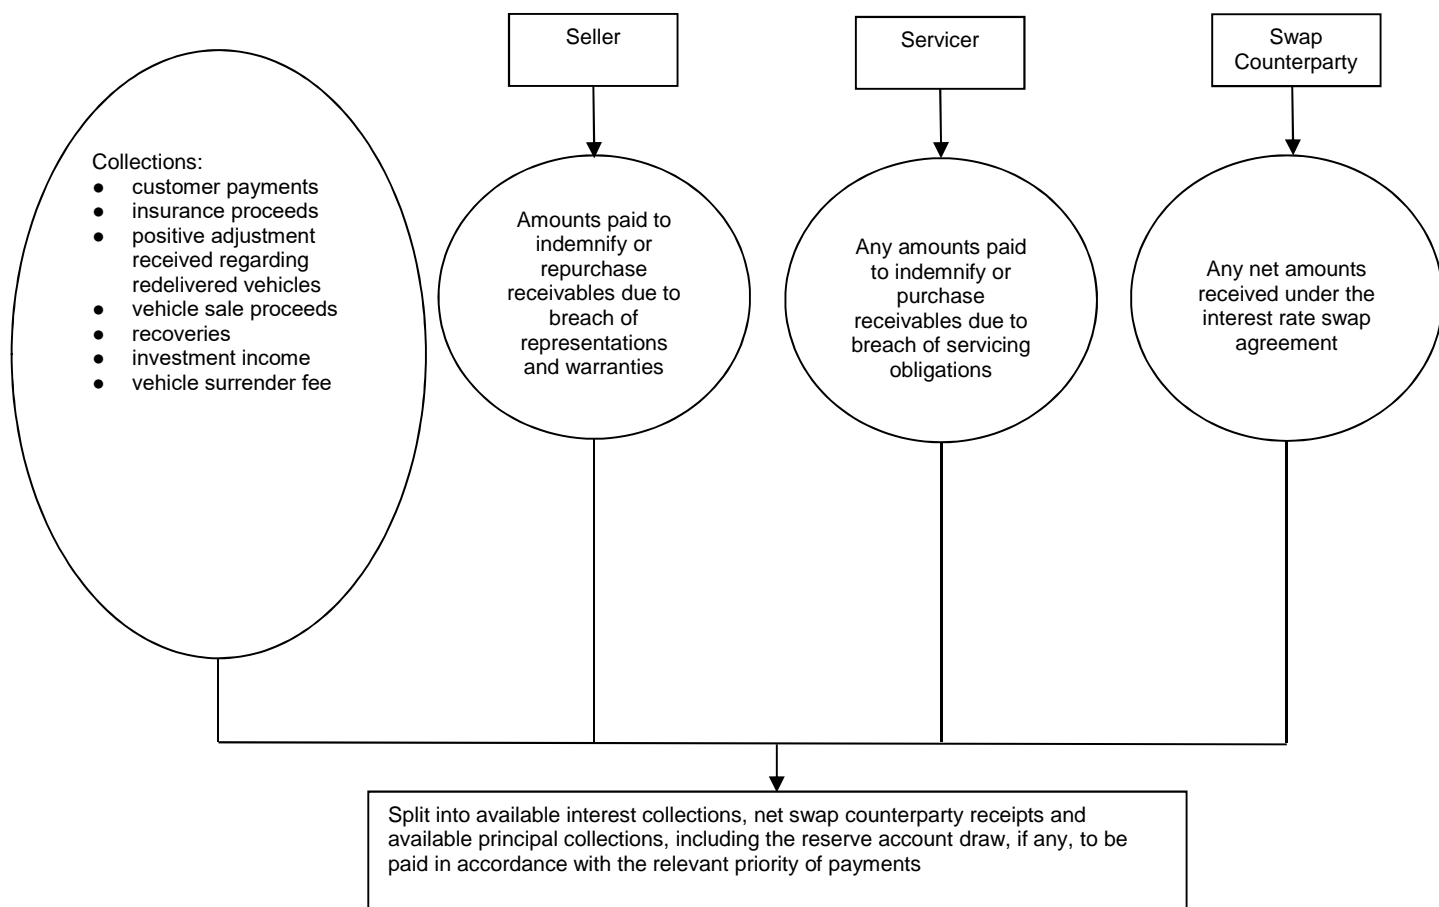 Seller
Servicer
Swap
Counterparty
Collections:
● customer payments
● insurance proceeds
● positive adjustment
received regarding
redelivered vehicles
● vehicle sale proceeds
● recoveries
● investment income
● vehicle surrender fee
Amounts paid to
indemnify or
repurchase
receivables due to
breach of
representations
and warranties
Any amounts paid
to indemnify or
purchase
receivables due to
breach of servicing
obligations
Any net amounts
received under the
interest rate swap
agreement
Split into available interest collections, net swap counterparty receipts and
available principal collections, including the reserve account draw, if any, to be
paid in accordance with the relevant priority of payments